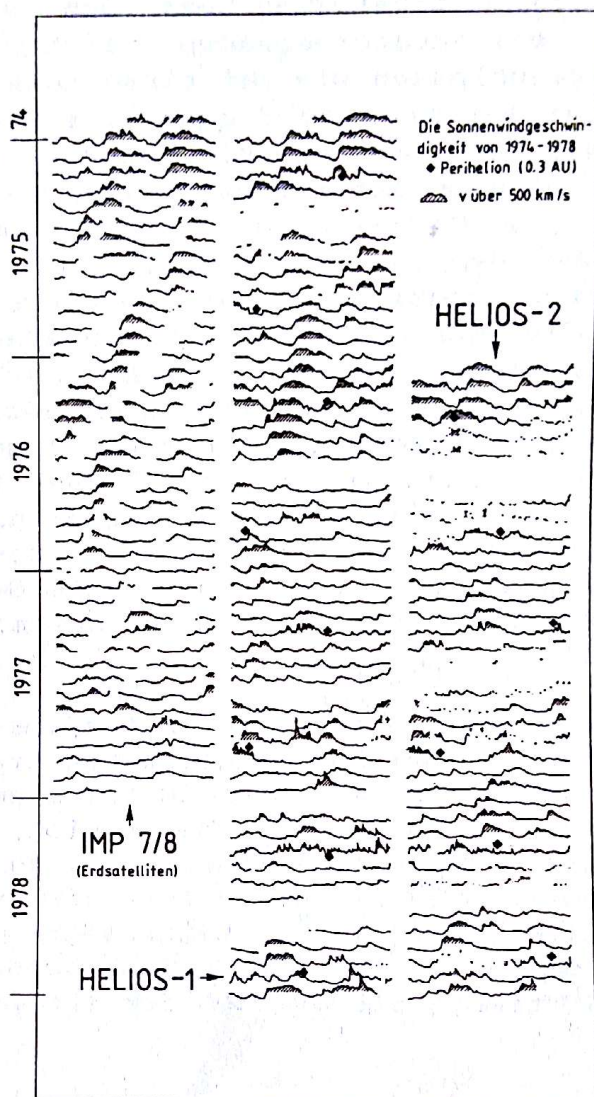 74
1975
1976
1977
1978
Die Sonnenwindgeschwin-
digkeit von 1974-1978
◆ Perihelion (0.3 AU)
v über 500 km/s
HELIOS-2
IMP 7/8
(Erdsatelliten)
HELIOS-1